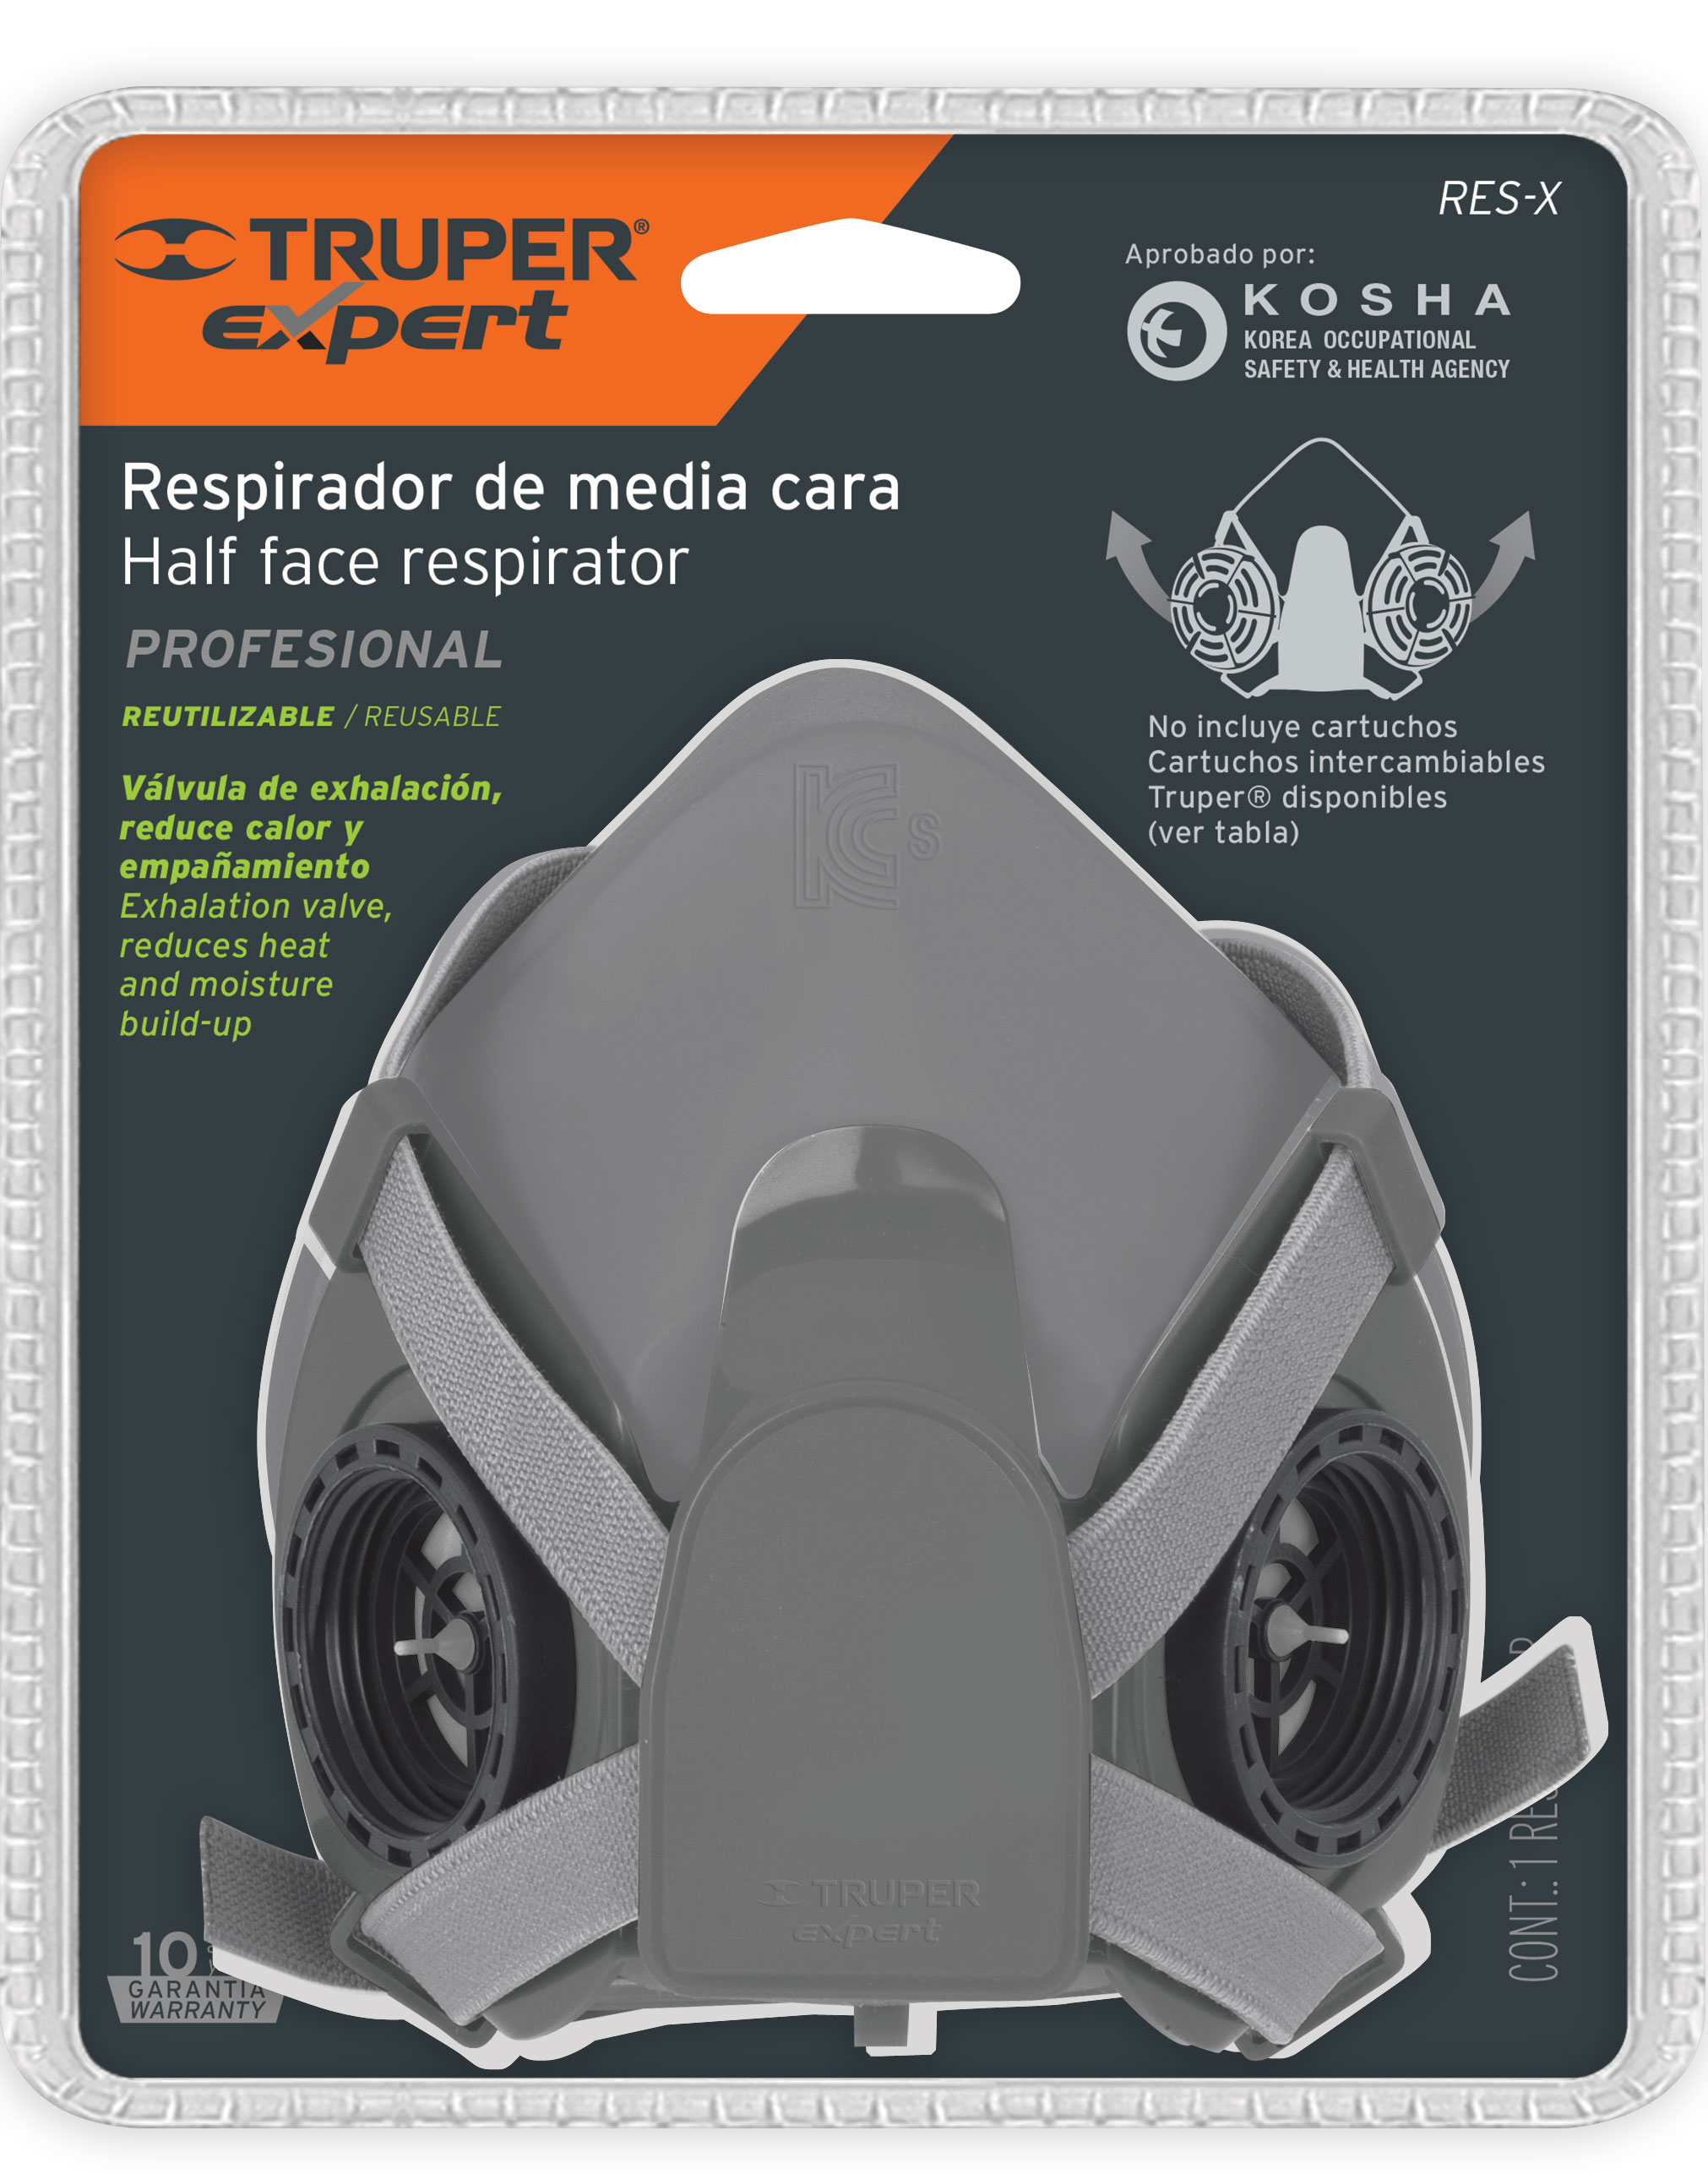 RES-X
TRUPER®
expert
Aprobado por:
KOSHA
KOREA OCCUPATIONAL
SAFETY & HEALTH AGENCY
Respirador de media cara
Half face respirator
PROFESIONAL
REUTILIZABLE / REUSABLE
Válvula de exhalación,
reduce calor y
empañamiento
Exhalation valve,
reduces heat
and moisture
build-up
No incluye cartuchos
Cartuchos intercambiables
Truper® disponibles
(ver tabla)
KCs
TRUPER
expert
10
GARANTIA
WARRANTY
CONT.: 1